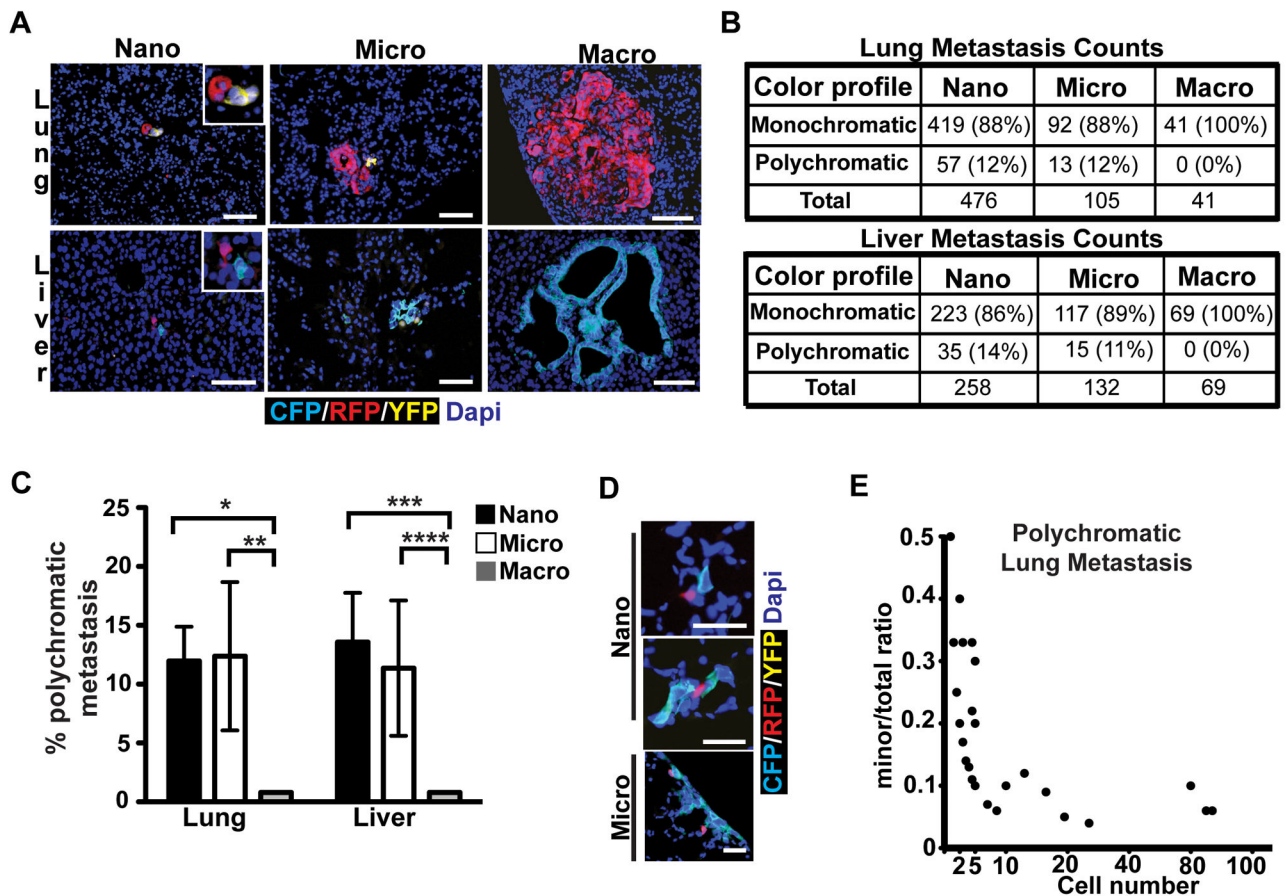 A
Nano Micro Macro
Lung
Liver
CFP/RFP/YFP Dapi
B
Lung Metastasis Counts
Color profile Nano Micro Macro
Monochromatic 419 (88%) 92 (88%) 41 (100%)
Polychromatic 57 (12%) 13 (12%) 0 (0%)
Total 476 105 41
Liver Metastasis Counts
Color profile Nano Micro Macro
Monochromatic 223 (86%) 117 (89%) 69 (100%)
Polychromatic 35 (14%) 15 (11%) 0 (0%)
Total 258 132 69
C
% polychromatic
metastasis
25
20
15
10
5
0
* ***
** ****
Nano
Micro
Macro
Lung Liver
D
Nano
Micro
CFP/RFP/YFP Dapi
E
Polychromatic
Lung Metastasis
minor/total ratio
0.5
0.4
0.3
0.2
0.1
0
2 5 10 20 40 80 100
Cell number